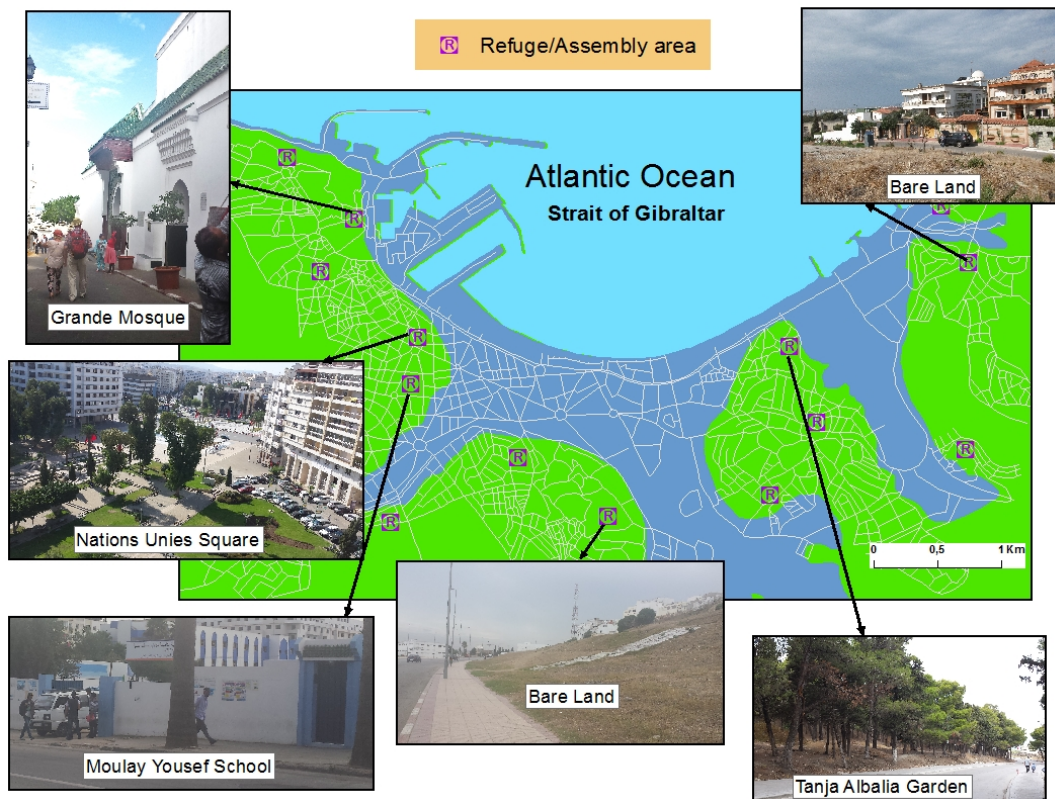 R Refuge/Assembly area
Atlantic Ocean
Strait of Gibraltar
R
R
R
R
R
R
R
R
R
R
R
R
R
R
Grande Mosque
Bare Land
Nations Unies Square
0 0,5 1 Km
Moulay Yousef School
Bare Land
Tanja Albalia Garden